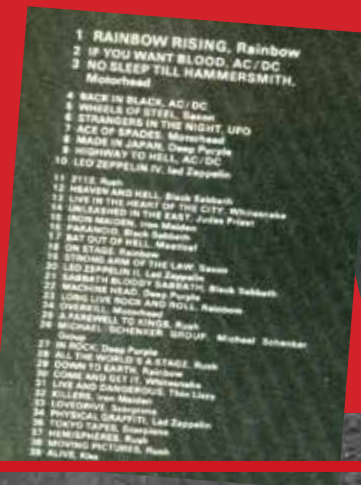 1 RAINBOW RISING, Rainbow
2 IF YOU WANT BLOOD, AC/DC
3 NO SLEEP TILL HAMMERSMITH,
Motorhead
4 BACK IN BLACK, AC/DC
5 WHEELS OF STEEL, Saxon
6 STRANGERS IN THE NIGHT, UFO
7 ACE OF SPADES, Motorhead
8 MADE IN JAPAN, Deep Purple
9 HIGHWAY TO HELL, AC/DC
10 LED ZEPPELIN IV, Led Zeppelin
11 2112, Rush
12 HEAVEN AND HELL, Black Sabbath
13 LIVE IN THE HEART OF THE CITY, Whitesnake
14 UNLEASHED IN THE EAST, Judas Priest
15 IRON MAIDEN, Iron Maiden
16 PARANOID, Black Sabbath
17 BAT OUT OF HELL, Meatloaf
18 ON STAGE, Rainbow
19 STRONG ARM OF THE LAW, Saxon
20 LED ZEPPELIN II, Led Zeppelin
21 SABBATH BLOODY SABBATH, Black Sabbath
22 MACHINE HEAD, Deep Purple
23 LONG LIVE ROCK AND ROLL, Rainbow
24 OVERKILL, Motorhead
25 A FAREWELL TO KINGS, Rush
26 MICHAEL SCHENKER GROUP, Michael Schenker
Group
27 IN ROCK, Deep Purple
28 ALL THE WORLD'S A STAGE, Rush
29 DOWN TO EARTH, Rainbow
30 COME AND GET IT, Whitesnake
31 LIVE AND DANGEROUS, Thin Lizzy
32 KILLERS, Iron Maiden
33 LOVEDRIVE, Scorpions
34 PHYSICAL GRAFFITI, Led Zeppelin
TOKYO TAPES, Scorpions
37 HEMISPHERES, Rush
38 MOVING PICTURES, Rush
39 ALIVE, Kiss